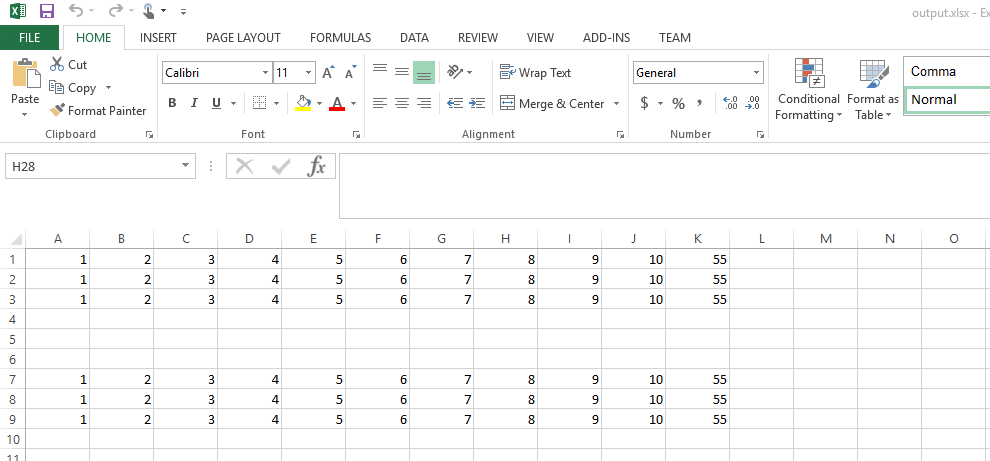 output.xlsx - Ex
FILE HOME INSERT PAGE LAYOUT FORMULAS DATA REVIEW VIEW ADD-INS TEAM
Paste
Cut
Copy
Format Painter
Clipboard
Calibri 11
B I U
Font
Wrap Text
Merge & Center
Alignment
General
$ % ,
Number
Conditional Formatting
Format as Table
Comma
Normal
H28 fx
A B C D E F G H I J K L M N O
1 1 2 3 4 5 6 7 8 9 10 55
2 1 2 3 4 5 6 7 8 9 10 55
3 1 2 3 4 5 6 7 8 9 10 55
4
5
6
7 1 2 3 4 5 6 7 8 9 10 55
8 1 2 3 4 5 6 7 8 9 10 55
9 1 2 3 4 5 6 7 8 9 10 55
10
11